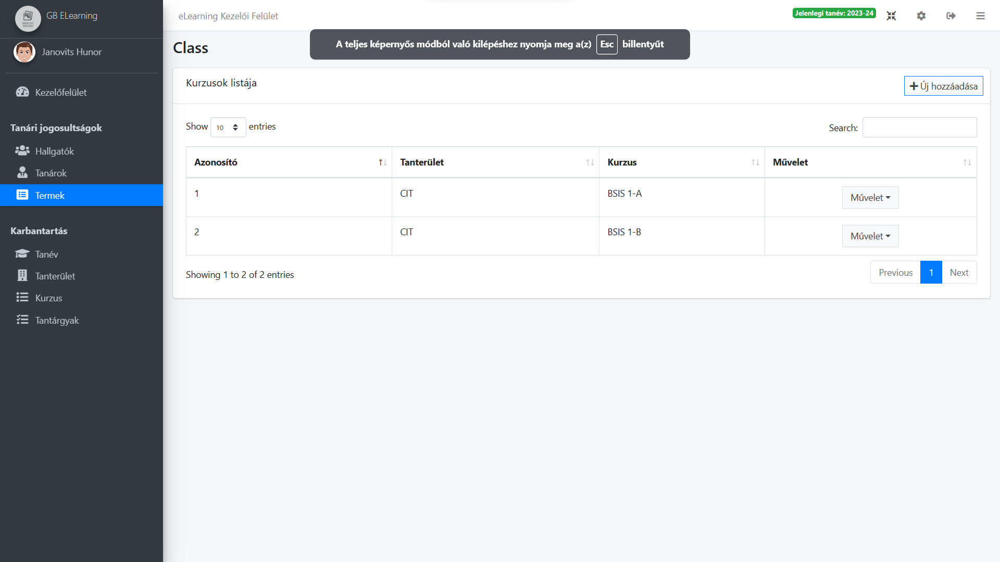 GB ELearning
Janovits Hunor
Kezelőfelület
Tanári jogosultságok
Hallgatók
Tanárok
Termek
Karbantartás
Tanév
Tanterület
Kurzus
Tantárgyak
eLearning Kezelői Felület
Jelenlegi tanév: 2023-24
A teljes képernyős módból való kilépéshez nyomja meg a(z) Esc billentyűt
Class
Kurzusok listája
Új hozzáadása
Show 10 entries
Search:
Azonosító Tanterület Kurzus Művelet
1 CIT BSIS 1-A Művelet
2 CIT BSIS 1-B Művelet
Showing 1 to 2 of 2 entries
Previous 1 Next